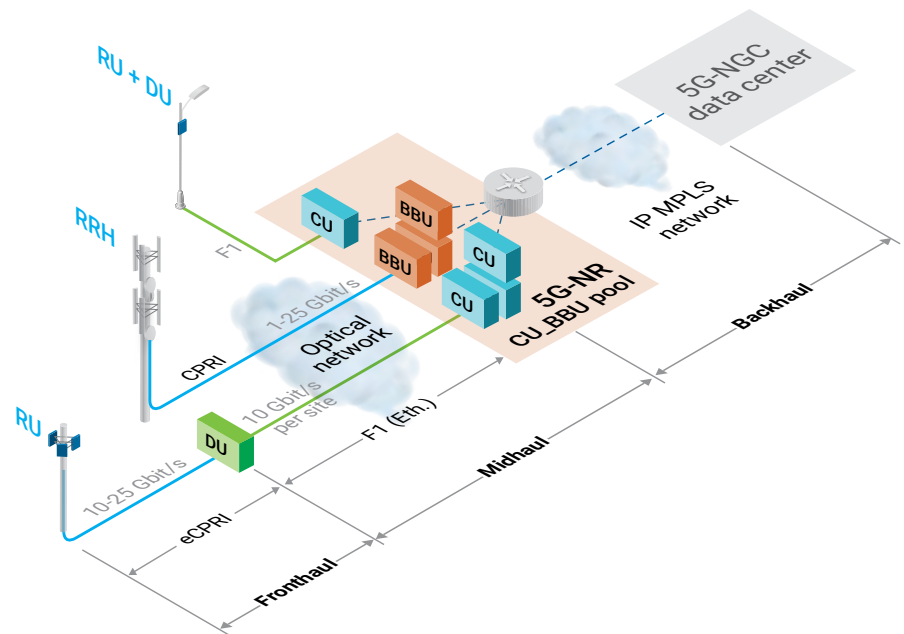 RU + DU
5G-NGC
data center
CU
BBU
RRH
IP MPLS
network
F1
BBU
CU
CU
5G-NR
CU_BBU pool
1-25 Gbit/s
Optical
network
Backhaul
CPRI
10 Gbit/s
per site
F1 (Eth.)
RU
DU
Midhaul
10-25 Gbit/s
eCPRI
Fronthaul